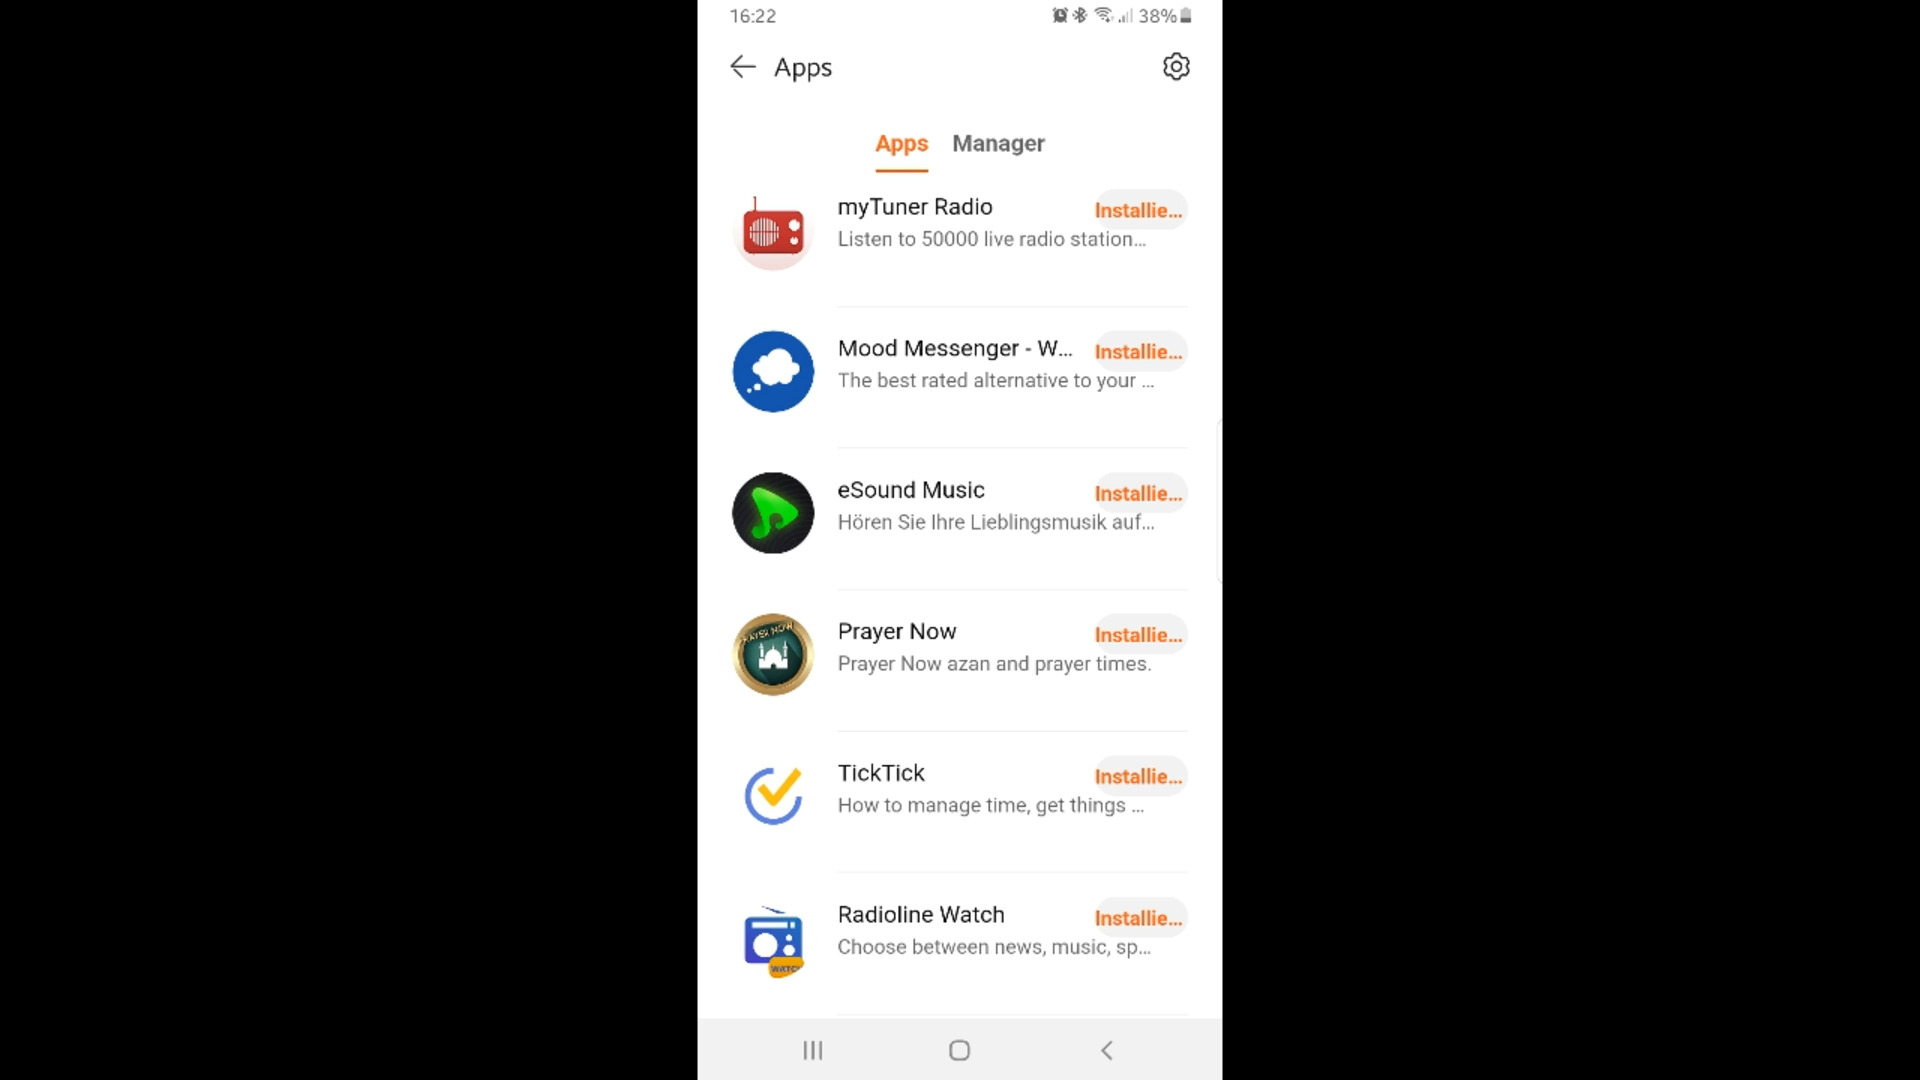 16:22
38%
Apps
Apps Manager
myTuner Radio
Installie...
Listen to 50000 live radio station...
Mood Messenger - W...
Installie...
The best rated alternative to your ...
eSound Music
Installie...
Hören Sie Ihre Lieblingsmusik auf...
PRAYER NOW
Prayer Now
Installie...
Prayer Now azan and prayer times.
TickTick
Installie...
How to manage time, get things ...
Radioline Watch
Installie...
Choose between news, music, sp...
WATCH